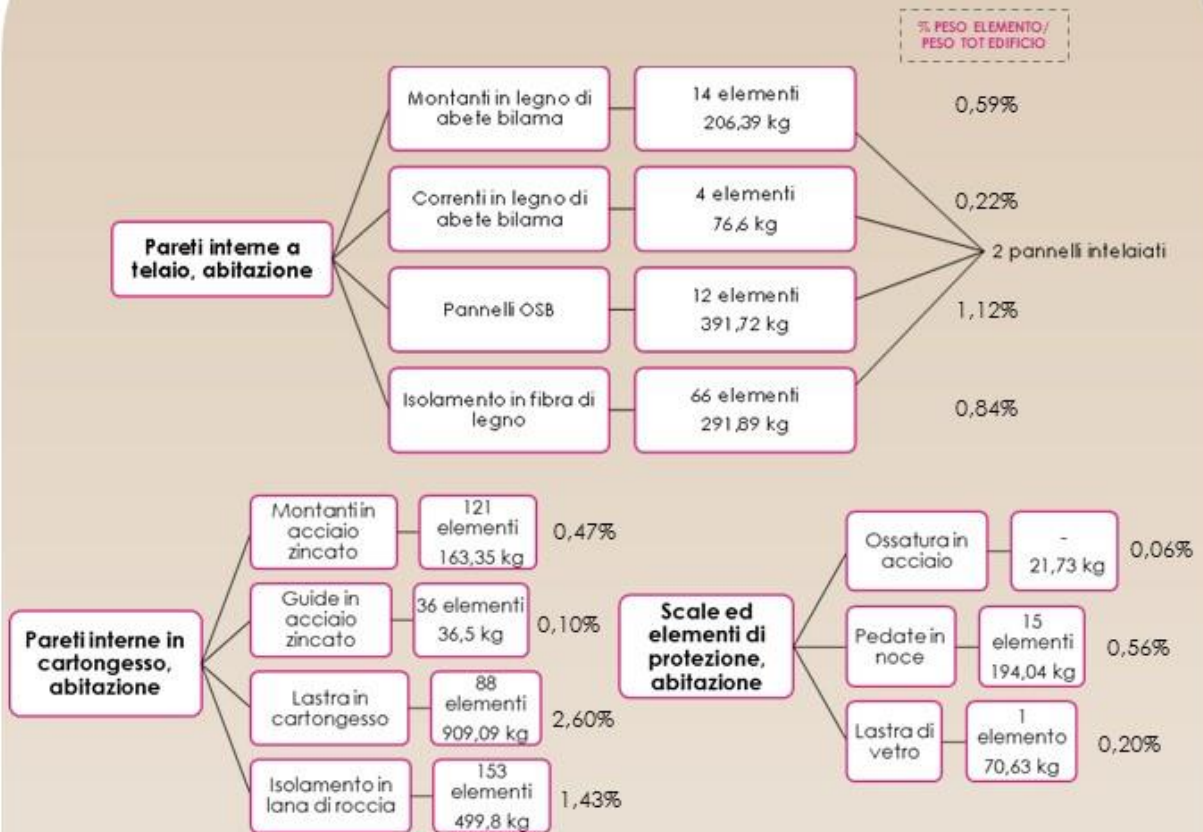 % PESO ELEMENTO/
PESO TOT EDIFICIO
Pareti interne a
telaio, abitazione
Montanti in legno di
abete bilama
14 elementi
206,39 kg
0,59%
Correnti in legno di
abete bilama
4 elementi
76,6 kg
0,22%
2 pannelli intelaiati
Pannelli OSB
12 elementi
391,72 kg
1,12%
Isolamento in fibra di
legno
66 elementi
291,89 kg
0,84%
Pareti interne in
cartongesso,
abitazione
Montanti in
acciaio
zincato
121
elementi
163,35 kg
0,47%
Guide in
acciaio
zincato
36 elementi
36,5 kg
0,10%
Lastra in
cartongesso
88
elementi
909,09 kg
2,60%
Isolamento in
lana di roccia
153
elementi
499,8 kg
1,43%
Scale ed
elementi di
protezione,
abitazione
Ossatura in
acciaio
-
21,73 kg
0,06%
Pedate in
noce
15
elementi
194,04 kg
0,56%
Lastra di
vetro
1
elemento
70,63 kg
0,20%